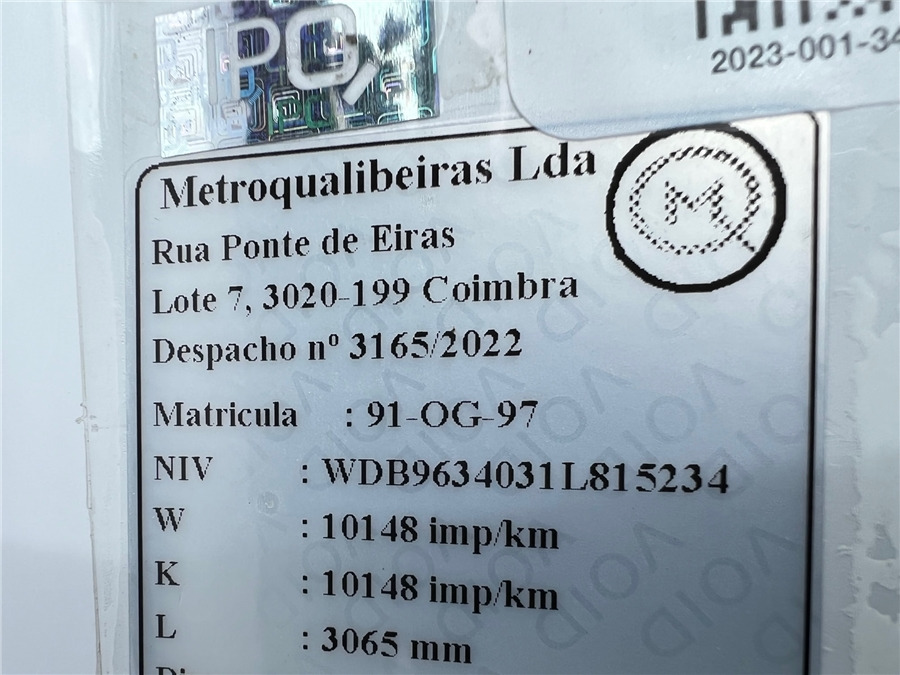 IPQ
2023-001-34
Metroqualibeiras Lda
M
Rua Ponte de Eiras
Lote 7, 3020-199 Coimbra
Despacho nº 3165/2022
Matricula : 91-OG-97
NIV : WDB9634031L815234
W : 10148 imp/km
K : 10148 imp/km
L : 3065 mm